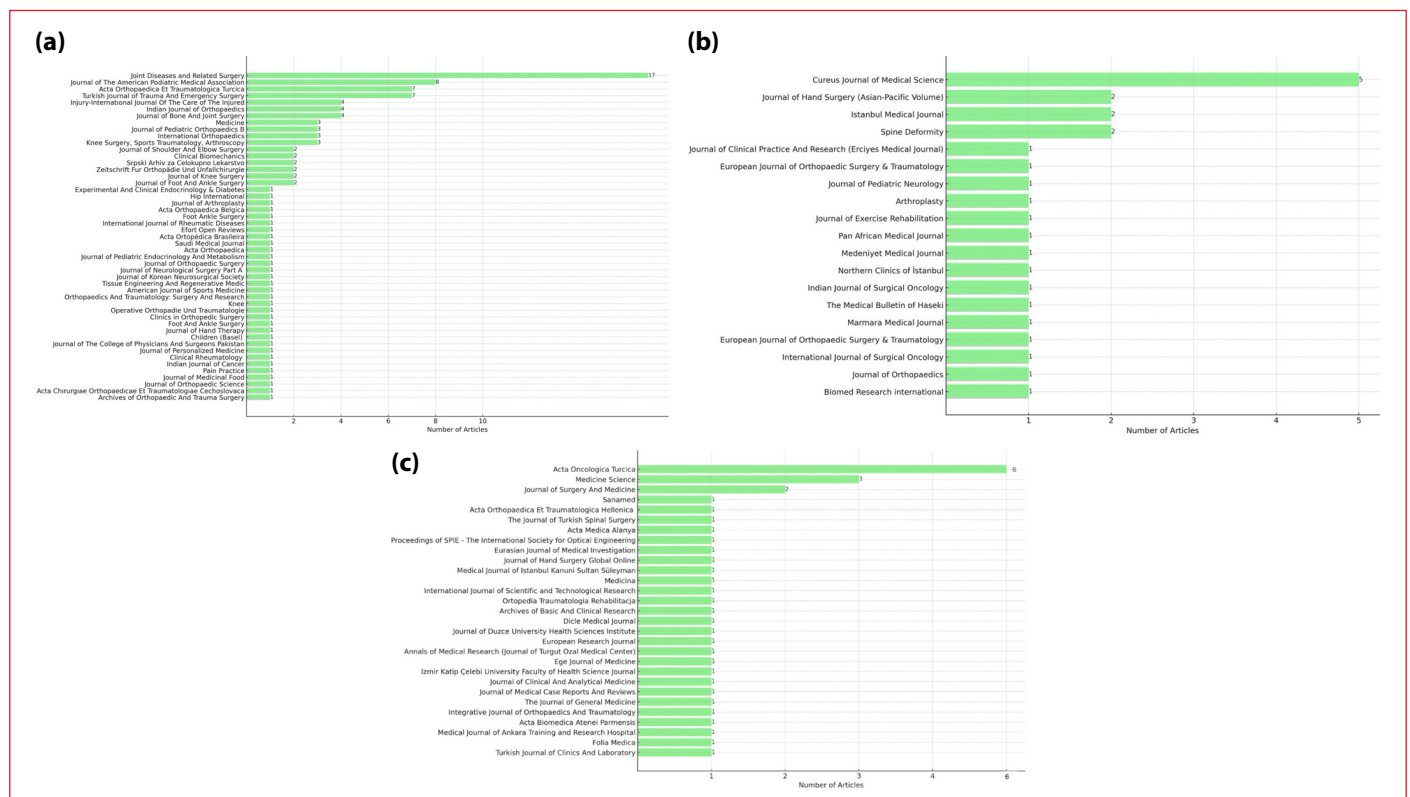 (a)
Joint Diseases and Related Surgery 17
Journal of The American Podiatric Medical Association 8
Acta Orthopaedica Et Traumatologica Turcica 7
Turkish Journal of Trauma And Emergency Surgery 7
Injury-International Journal Of The Care of The Injured 4
Indian Journal of Orthopaedics 4
Journal of Bone And Joint Surgery 4
Medicine 3
Journal of Pediatric Orthopaedics B 3
International Orthopaedics 3
Knee Surgery, Sports Traumatology, Arthroscopy 3
Journal of Shoulder And Elbow Surgery 2
Clinical Biomechanics 2
Srpski Arhiv za Celokupno Lekarstvo 2
Zeitschrift Fur Orthopädie Und Unfallchirurgie 2
Journal of Knee Surgery 2
Journal of Foot And Ankle Surgery 2
Experimental And Clinical Endocrinology & Diabetes 1
Hip International 1
Journal of Arthroplasty 1
Acta Orthopaedica Belgica 1
Foot Ankle Surgery 1
International Journal of Rheumatic Diseases 1
Efort Open Reviews 1
Acta Ortopédica Brasileira 1
Saudi Medical Journal 1
Acta Orthopaedica 1
Journal of Pediatric Endocrinology And Metabolism 1
Journal of Orthopaedic Surgery 1
Journal of Neurological Surgery Part A 1
Journal of Korean Neurosurgical Society 1
Tissue Engineering And Regenerative Medic 1
American Journal of Sports Medicine 1
Orthopaedics And Traumatology: Surgery And Research 1
Knee 1
Operative Orthopadie Und Traumatologie 1
Clinics in Orthopedic Surgery 1
Foot And Ankle Surgery 1
Journal of Hand Therapy 1
Children (Basel) 1
Journal of The College of Physicians And Surgeons Pakistan 1
Journal of Personalized Medicine 1
Clinical Rheumatology 1
Indian Journal of Cancer 1
Pain Practice 1
Journal of Medicinal Food 1
Journal of Orthopaedic Science 1
Acta Chirurgiae Orthopaedicae Et Traumatologiae Cechoslovaca 1
Archives of Orthopaedic And Trauma Surgery 1
2 4 6 8 10
Number of Articles
(b)
Cureus Journal of Medical Science 5
Journal of Hand Surgery (Asian-Pacific Volume) 2
Istanbul Medical Journal 2
Spine Deformity 2
Journal of Clinical Practice And Research (Erciyes Medical Journal) 1
European Journal of Orthopaedic Surgery & Traumatology 1
Journal of Pediatric Neurology 1
Arthroplasty 1
Journal of Exercise Rehabilitation 1
Pan African Medical Journal 1
Medeniyet Medical Journal 1
Northern Clinics of İstanbul 1
Indian Journal of Surgical Oncology 1
The Medical Bulletin of Haseki 1
Marmara Medical Journal 1
European Journal of Orthopaedic Surgery & Traumatology 1
International Journal of Surgical Oncology 1
Journal of Orthopaedics 1
Biomed Research international 1
1 2 3 4 5
Number of Articles
(c)
Acta Oncologica Turcica 6
Medicine Science 3
Journal of Surgery And Medicine 2
Sanamed 1
Acta Orthopaedica Et Traumatologica Hellenica 1
The Journal of Turkish Spinal Surgery 1
Acta Medica Alanya 1
Proceedings of SPIE - The International Society for Optical Engineering 1
Eurasian Journal of Medical Investigation 1
Journal of Hand Surgery Global Online 1
Medical Journal of Istanbul Kanuni Sultan Süleyman 1
Medicina 1
International Journal of Scientific and Technological Research 1
Ortopedia Traumatologia Rehabilitacja 1
Archives of Basic And Clinical Research 1
Dicle Medical Journal 1
Journal of Duzce University Health Sciences Institute 1
European Research Journal 1
Annals of Medical Research (Journal of Turgut Ozal Medical Center) 1
Ege Journal of Medicine 1
Izmir Katip Çelebi University Faculty of Health Science Journal 1
Journal of Clinical And Analytical Medicine 1
Journal of Medical Case Reports And Reviews 1
The Journal of General Medicine 1
Integrative Journal of Orthopaedics And Traumatology 1
Acta Biomedica Atenei Parmensis 1
Medical Journal of Ankara Training and Research Hospital 1
Folia Medica 1
Turkish Journal of Clinics And Laboratory 1
1 2 3 4 6
Number of Articles